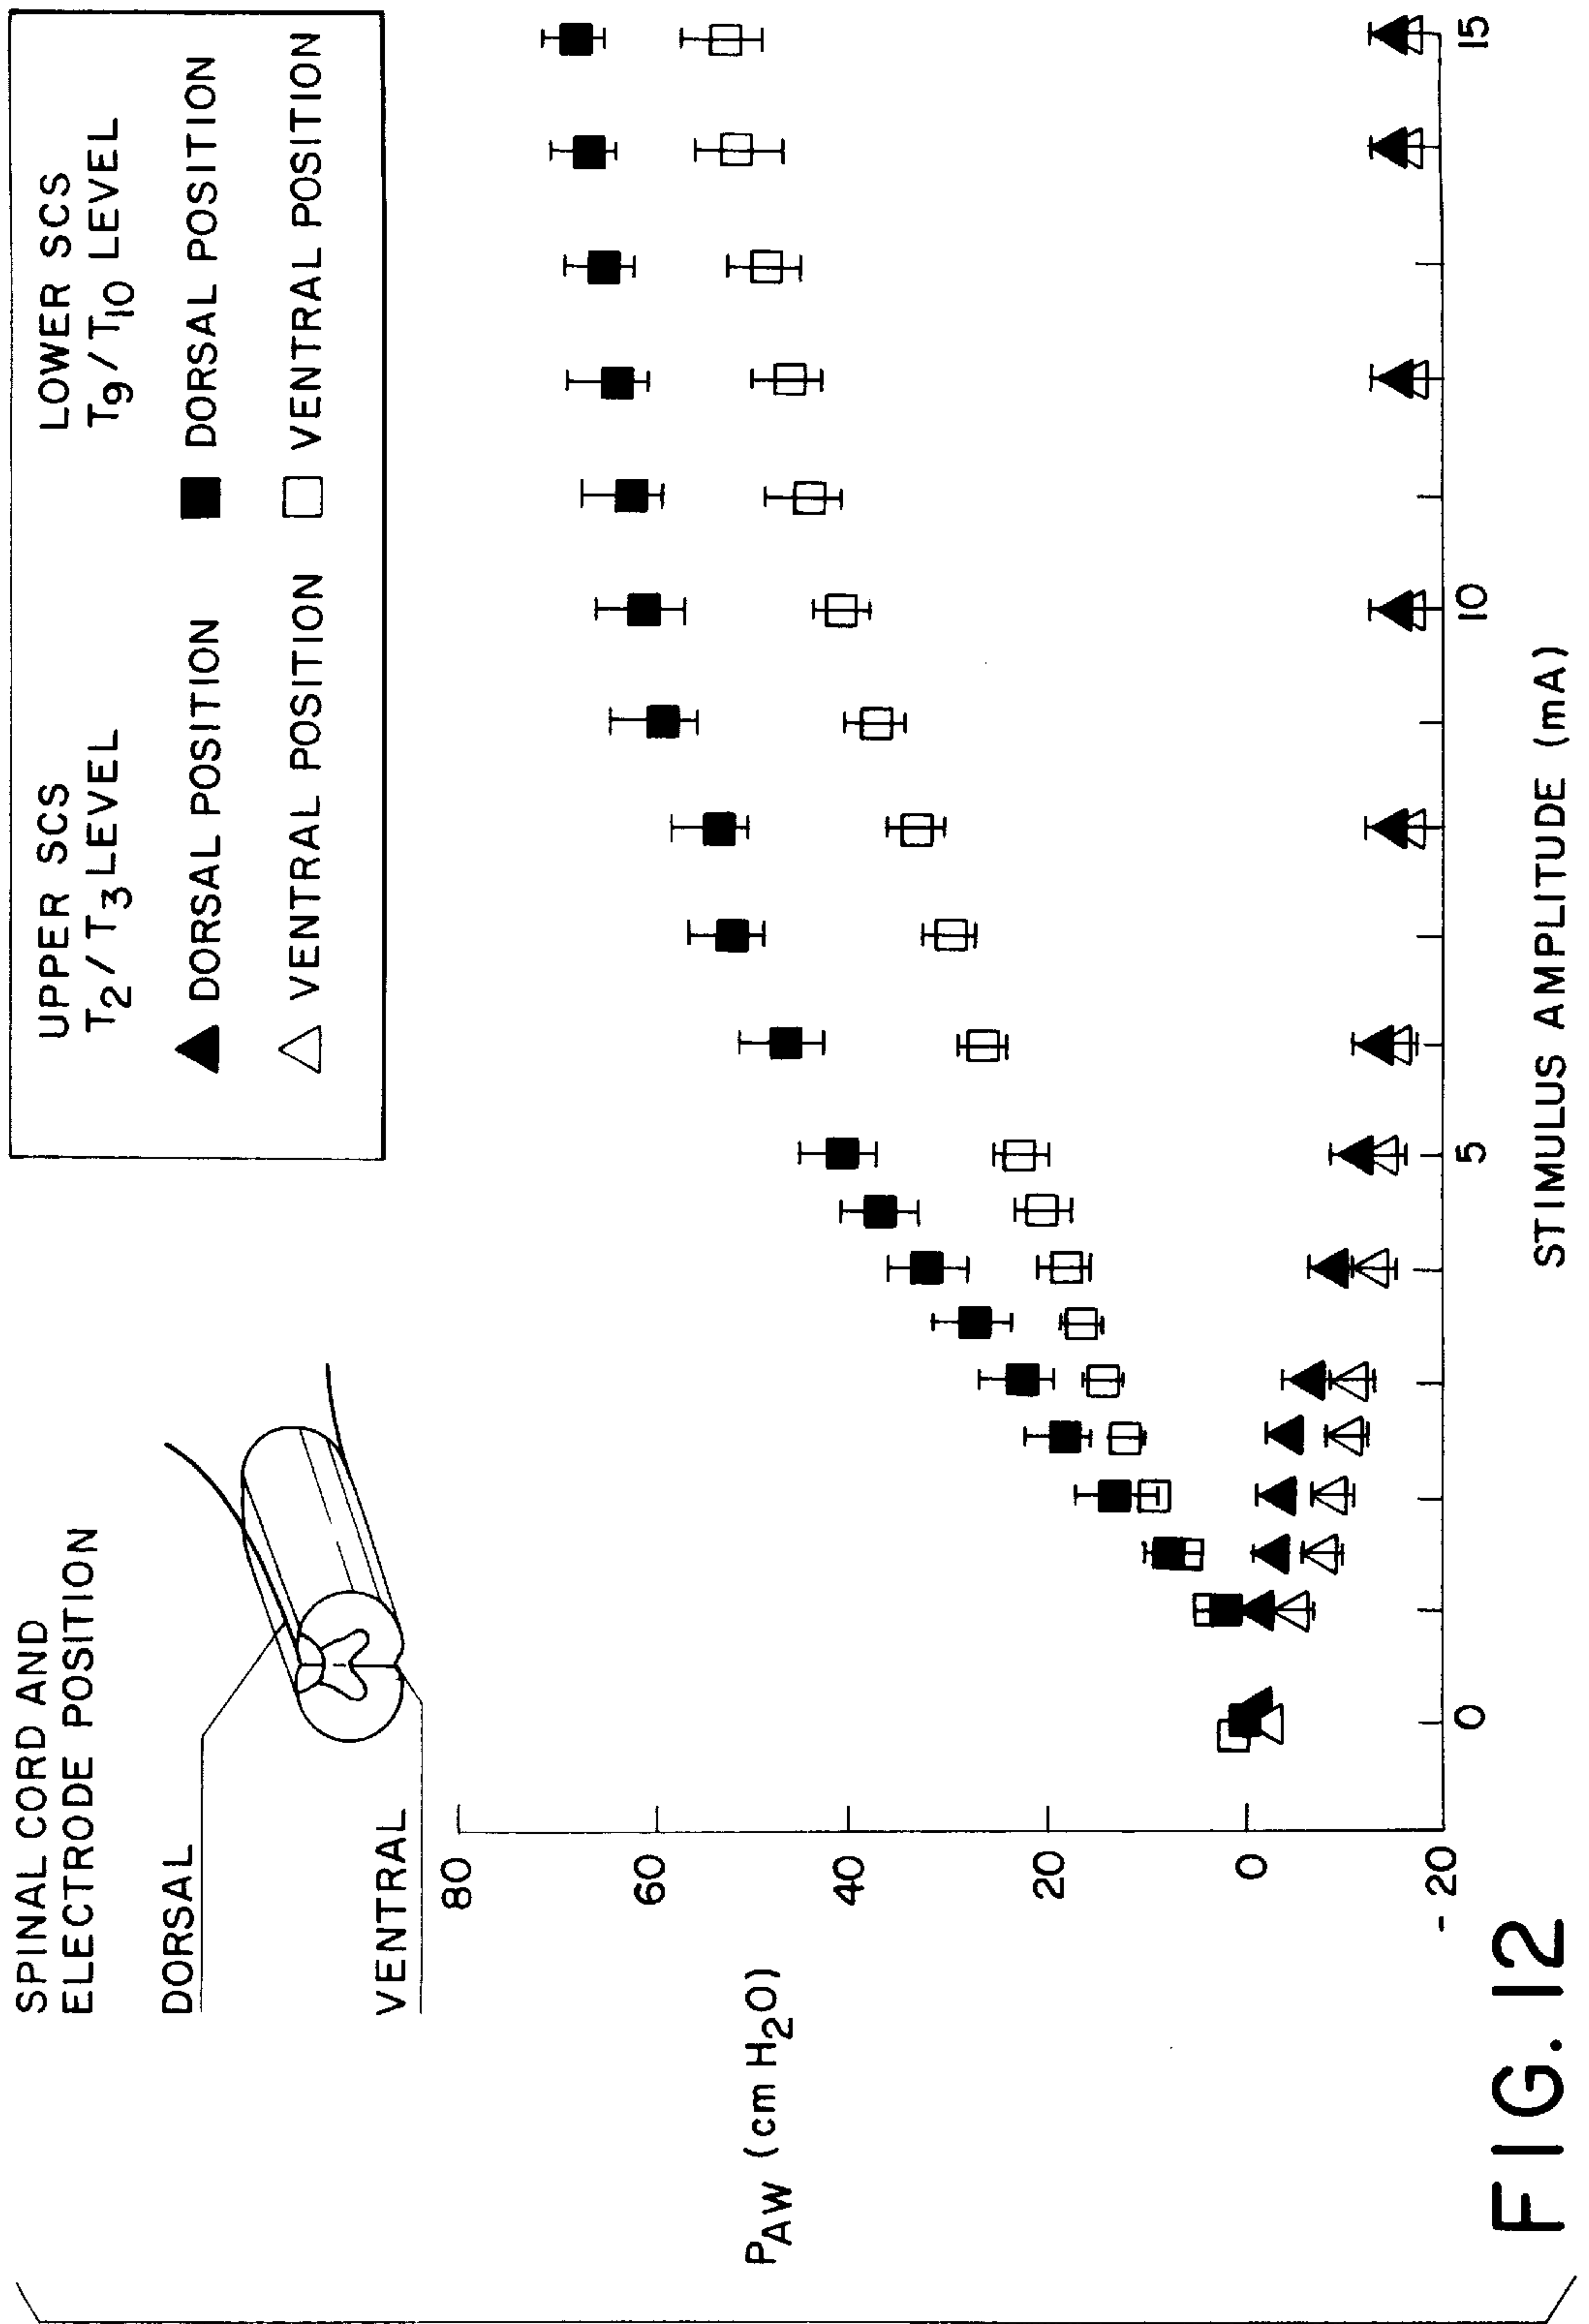 SPINAL CORD AND
ELECTRODE POSITION
DORSAL
VENTRAL
UPPER SCS
T2/T3 LEVEL
▲ DORSAL POSITION
△ VENTRAL POSITION
LOWER SCS
T9/T10 LEVEL
■ DORSAL POSITION
□ VENTRAL POSITION
PAW (cm H2O)
80
60
40
20
0
-20
0
5
10
15
STIMULUS AMPLITUDE (mA)
FIG. 12